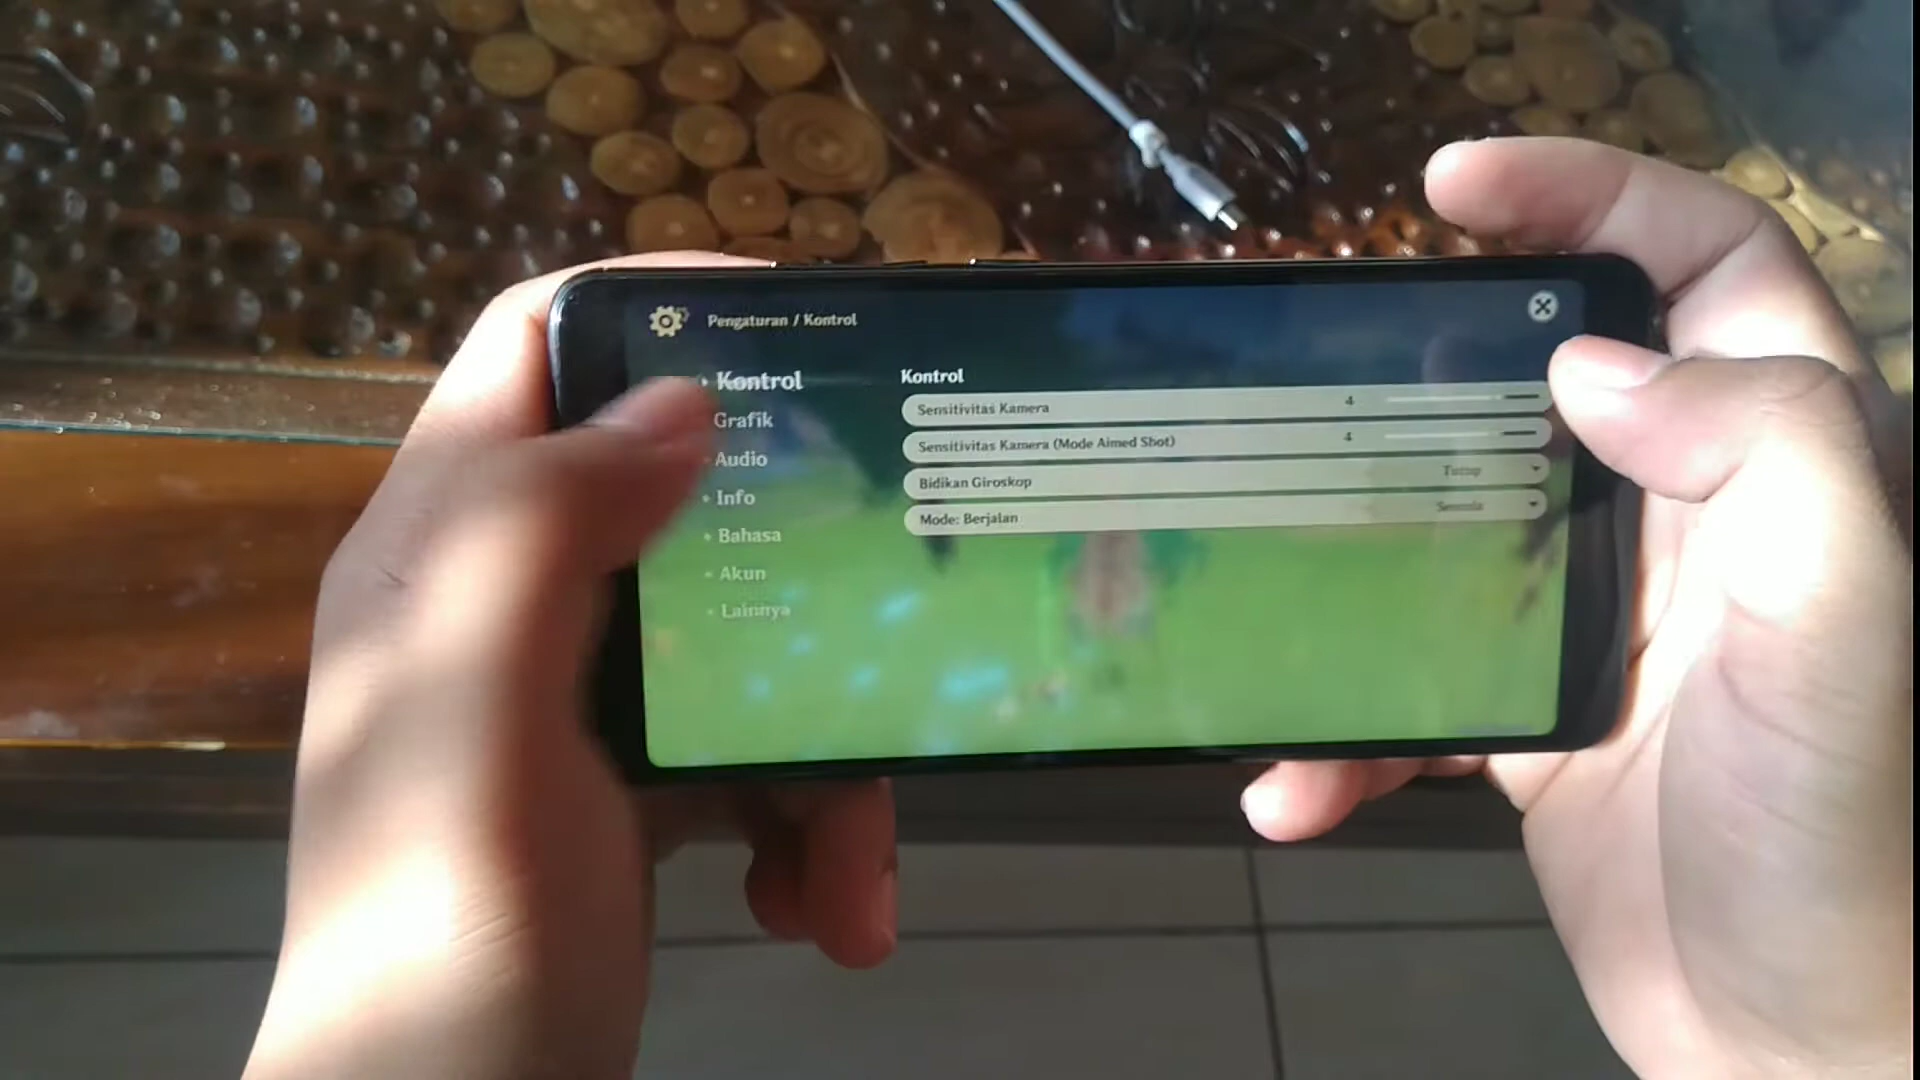 Pengaturan / Kontrol
Kontrol
Grafik
Audio
Info
Bahasa
Akun
Lainnya
Kontrol
Sensitivitas Kamera 4
Sensitivitas Kamera (Mode Aimed Shot) 4
Bidikan Giroskop Tutup
Mode: Berjalan Semula